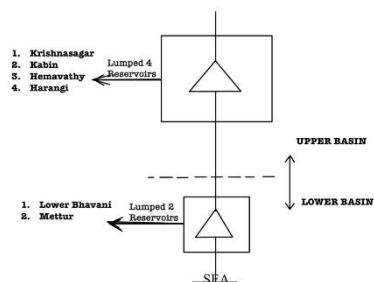 1. Krishnasagar
2. Kabin
3. Hemavathy
4. Harangi
Lumped 4
Reservoirs
UPPER BASIN
LOWER BASIN
1. Lower Bhavani
2. Mettur
Lumped 2
Reservoirs
SEA